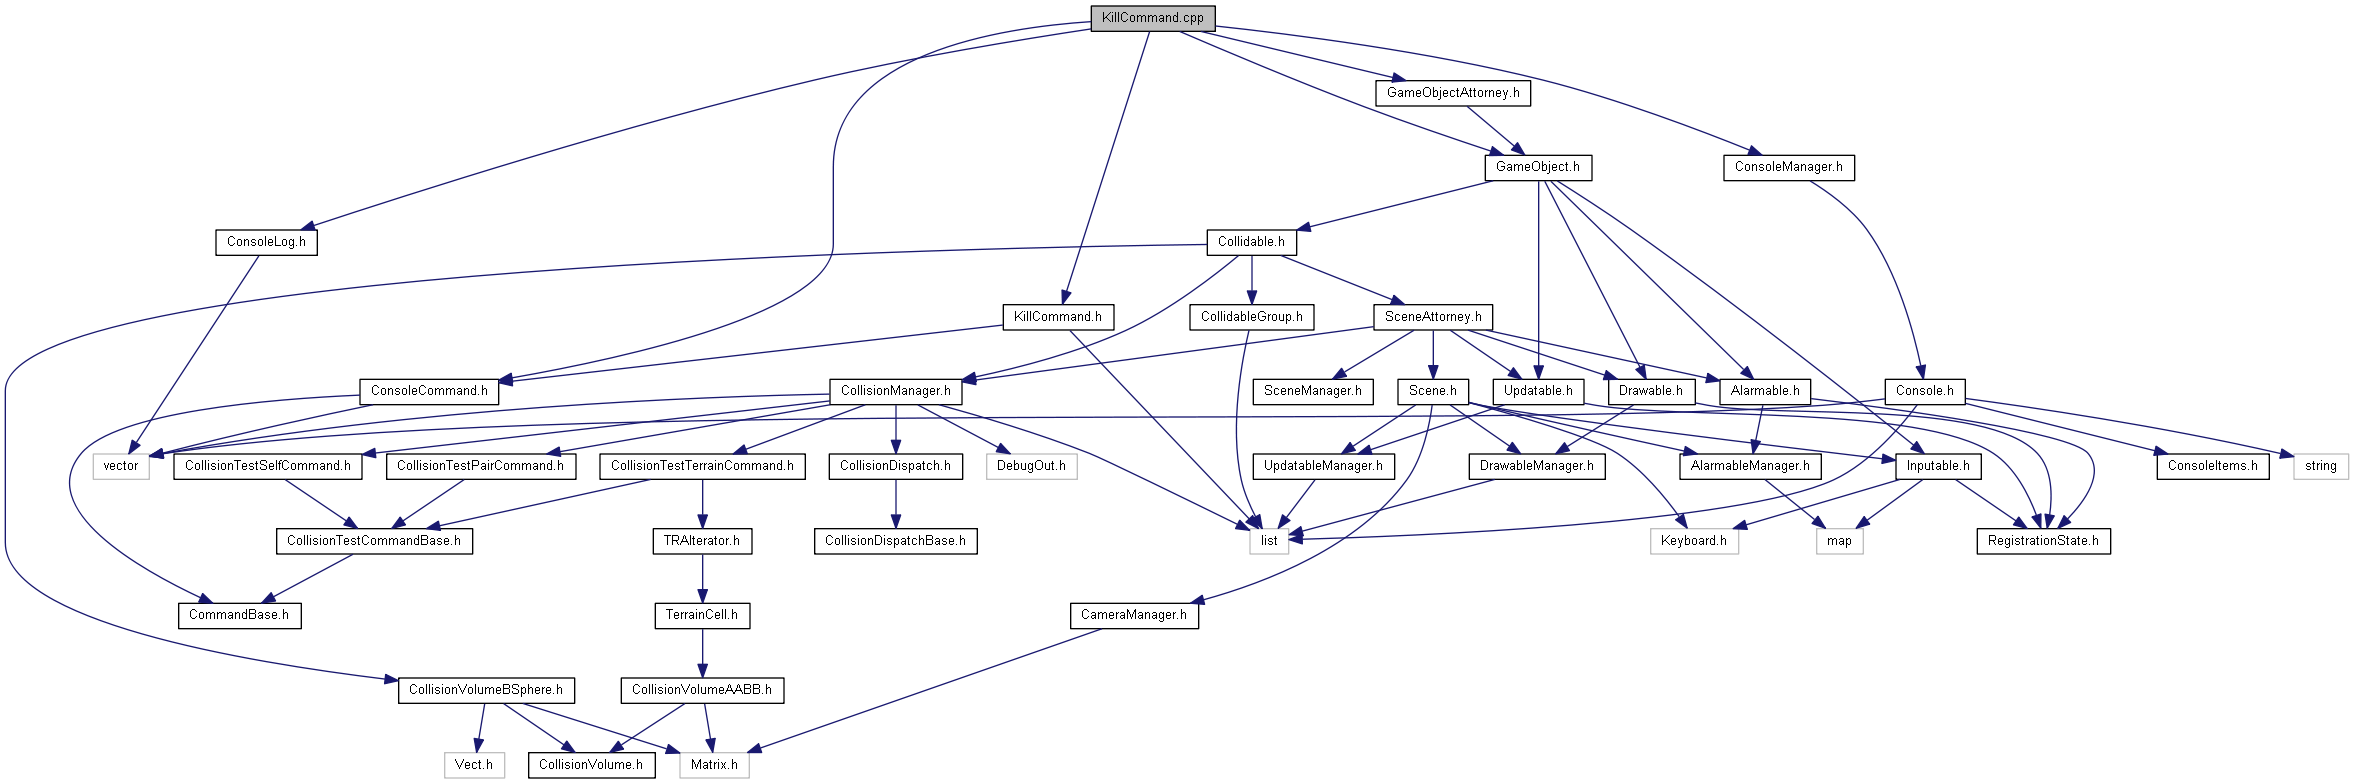 KillCommand.cpp
GameObjectAttorney.h
GameObject.h
ConsoleManager.h
ConsoleLog.h
Collidable.h
KillCommand.h
CollidableGroup.h
SceneAttorney.h
ConsoleCommand.h
CollisionManager.h
SceneManager.h
Scene.h
Updatable.h
Drawable.h
Alarmable.h
Console.h
vector
CollisionTestSelfCommand.h
CollisionTestPairCommand.h
CollisionTestTerrainCommand.h
CollisionDispatch.h
DebugOut.h
UpdatableManager.h
DrawableManager.h
AlarmableManager.h
Inputable.h
ConsoleItems.h
string
CollisionTestCommandBase.h
TRAIterator.h
CollisionDispatchBase.h
list
Keyboard.h
map
RegistrationState.h
CommandBase.h
TerrainCell.h
CameraManager.h
CollisionVolumeBSphere.h
CollisionVolumeAABB.h
Vect.h
CollisionVolume.h
Matrix.h